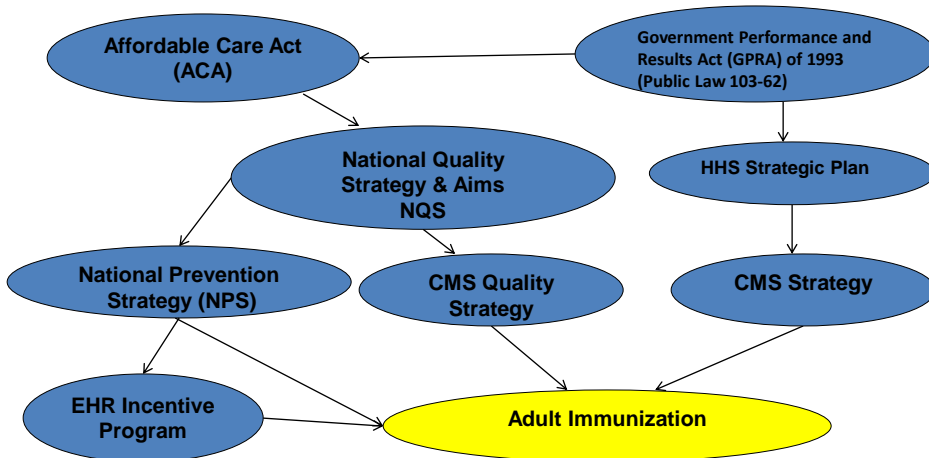 Affordable Care Act
(ACA)
Government Performance and
Results Act (GPRA) of 1993
(Public Law 103-62)
National Quality
Strategy & Aims
NQS
HHS Strategic Plan
National Prevention
Strategy (NPS)
CMS Quality
Strategy
CMS Strategy
EHR Incentive
Program
Adult Immunization